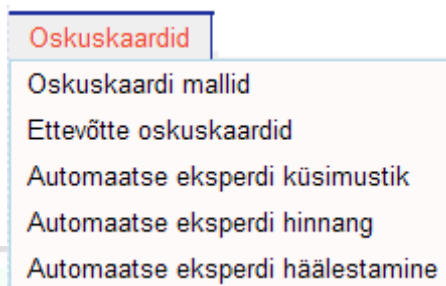 Oskuskaardid
Oskuskaardi mallid
Ettevõtte oskuskaardid
Automaatse eksperdi küsimustik
Automaatse eksperdi hinnang
Automaatse eksperdi häälestamine